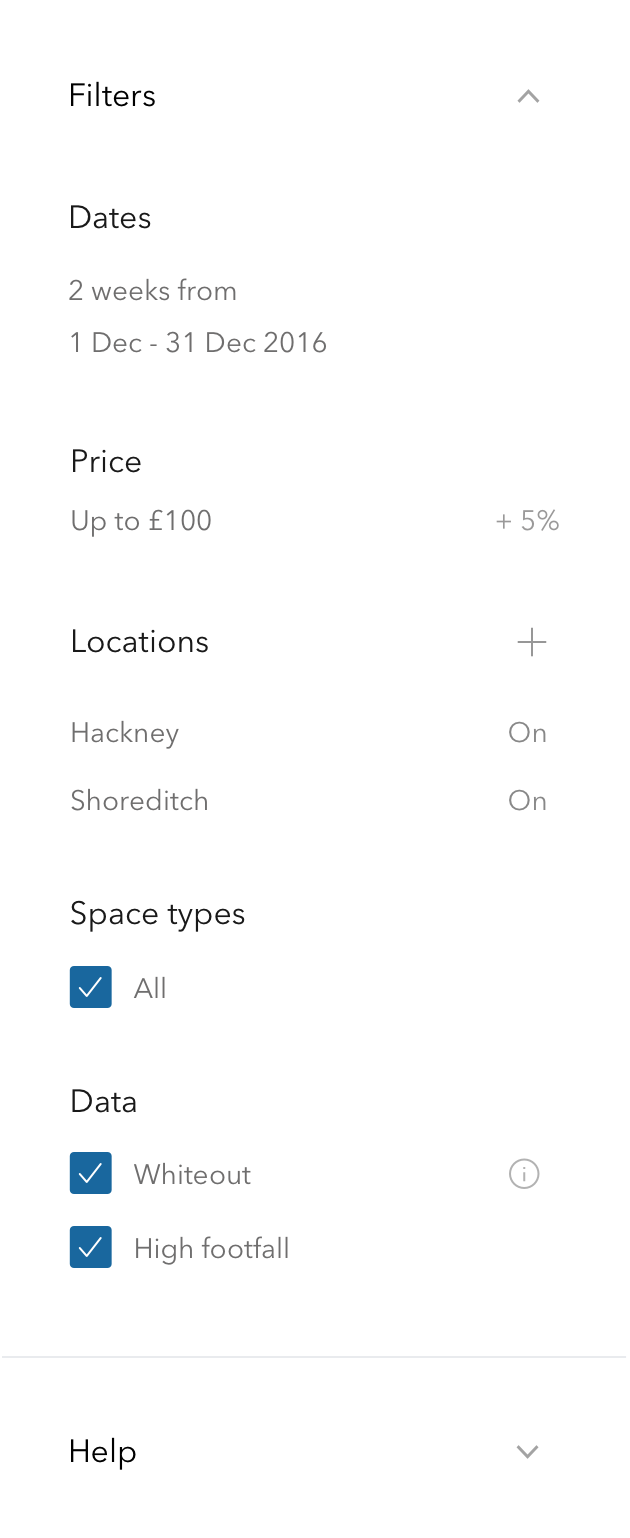 Filters
Dates
2 weeks from
1 Dec - 31 Dec 2016
Price
Up to £100 + 5%
Locations
Hackney On
Shoreditch On
Space types
All
Data
Whiteout
High footfall
Help